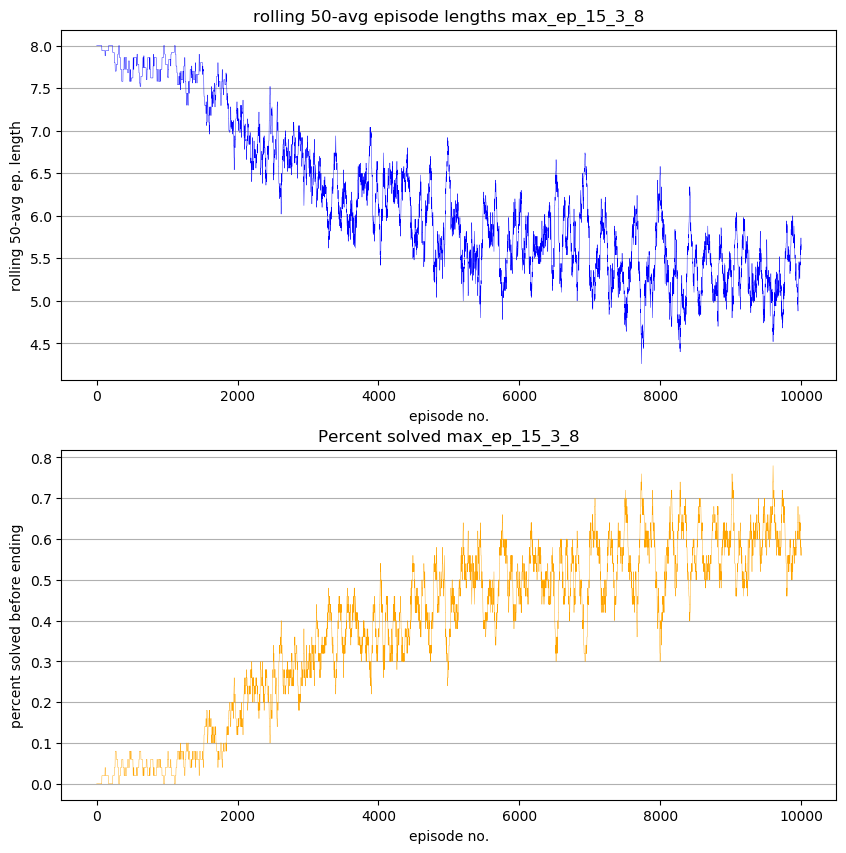 rolling 50-avg episode lengths max_ep_15_3_8
8.0
7.5
7.0
6.5
6.0
5.5
5.0
4.5
rolling 50-avg ep. length
0 2000 4000 6000 8000 10000
episode no.
Percent solved max_ep_15_3_8
0.8
0.7
0.6
0.5
0.4
0.3
0.2
0.1
0.0
percent solved before ending
0 2000 4000 6000 8000 10000
episode no.